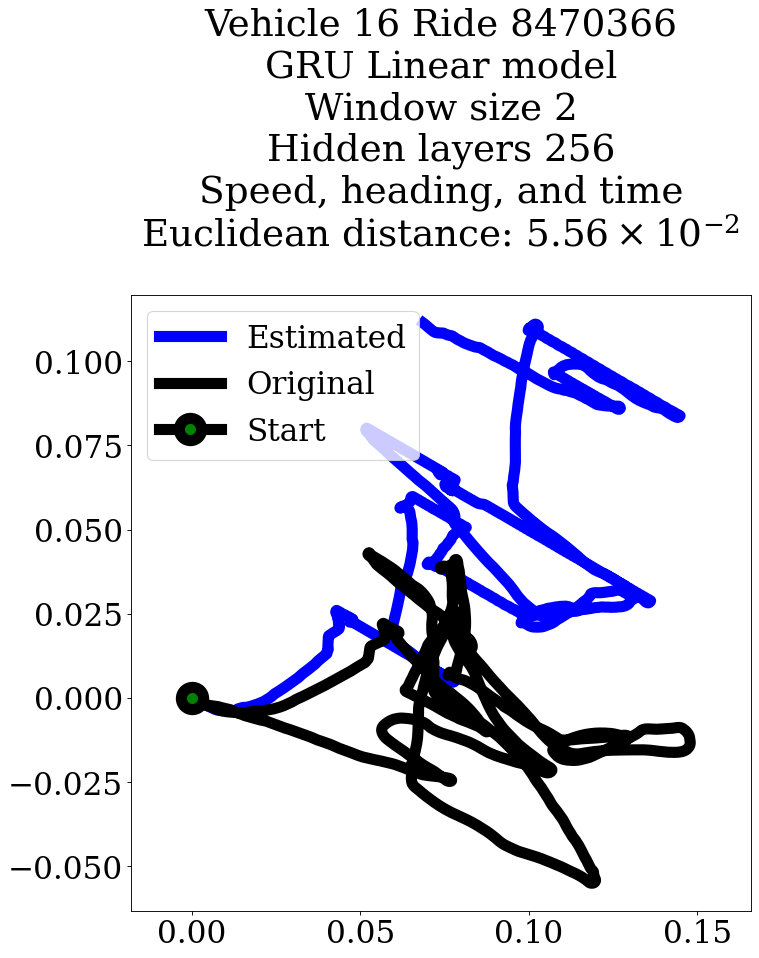 Vehicle 16 Ride 8470366
GRU Linear model
Window size 2
Hidden layers 256
Speed, heading, and time
Euclidean distance: 5.56 × 10⁻²
Estimated
Original
Start
0.100
0.075
0.050
0.025
0.000
−0.025
−0.050
0.00 0.05 0.10 0.15